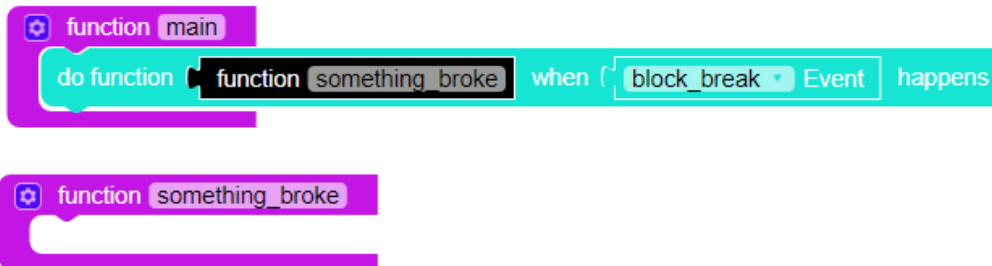 function main
do function function something_broke when block_break Event happens
function something_broke